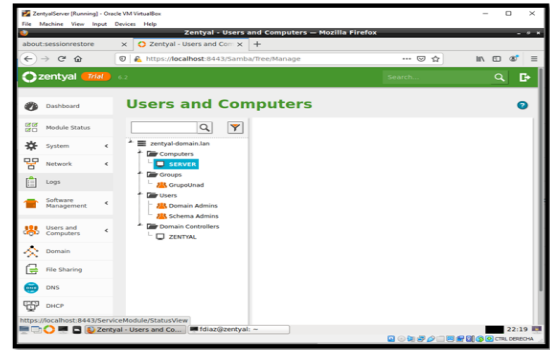 ZentyalServer [Running] - Oracle VM VirtualBox
File Machine View Input Devices Help
Zentyal - Users and Computers — Mozilla Firefox
about:sessionrestore
Zentyal - Users and Com
https://localhost:8443/Samba/Tree/Manage
zentyal Trial 6.2
Search...
Users and Computers
Dashboard
Module Status
System
Network
Logs
Software
Management
Users and
Computers
Domain
File Sharing
DNS
DHCP
zentyal-domain.lan
Computers
SERVER
Groups
GrupoUnad
Users
Domain Admins
Schema Admins
Domain Controllers
ZENTYAL
https://localhost:8443/ServiceModule/StatusView
Zentyal - Users and Co...
fdiaz@zentyal: ~
22:19
CTRL DERECHA